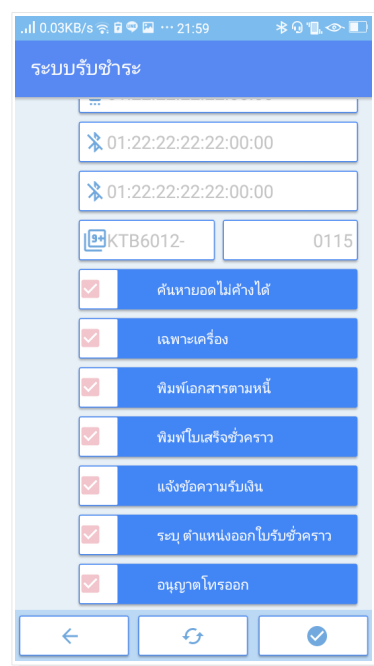 0.03KB/s 21:59
ระบบรับชำระ
01:22:22:22:22:00:00
01:22:22:22:22:00:00
9+ KTB6012- 0115
ค้นหายอดไม่ค้างได้
เฉพาะเครื่อง
พิมพ์เอกสารตามหนี้
พิมพ์ใบเสร็จชั่วคราว
แจ้งข้อความรับเงิน
ระบุ ตำแหน่งออกใบรับชั่วคราว
อนุญาตโทรออก